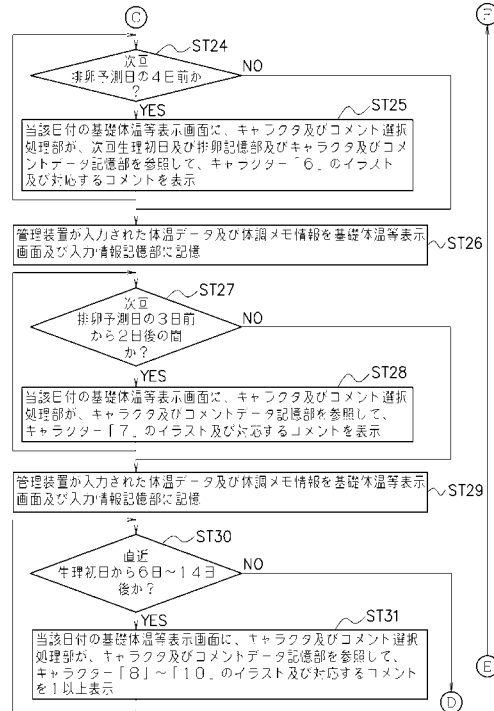 C
F
ST24
次回
排卵予測日の4日前か
?
NO
YES
ST25
当該日付の基礎体温等表示画面に、キャラクタ及びコメント選択
処理部が、次回生理初日及び排卵記憶部及びキャラクタ及びコメ
ントデータ記憶部を参照して、キャラクター「6」のイラスト
及び対応するコメントを表示
管理装置が入力された体温データ及び体調メモ情報を基礎体温等表示
画面及び入力情報記憶部に記憶
ST26
ST27
次回
排卵予測日の3日前
から2日後の間
か?
NO
YES
ST28
当該日付の基礎体温等表示画面に、キャラクタ及びコメント選択
処理部が、キャラクタ及びコメントデータ記憶部を参照して、
キャラクター「7」のイラスト及び対応するコメントを表示
管理装置が入力された体温データ及び体調メモ情報を基礎体温等表示
画面及び入力情報記憶部に記憶
ST29
ST30
直近
生理初日から6日~14日
後か?
NO
YES
ST31
当該日付の基礎体温等表示画面に、キャラクタ及びコメント選択
処理部が、キャラクタ及びコメントデータ記憶部を参照して、
キャラクター「8」~「10」のイラスト及び対応するコメント
を1以上表示
E
D